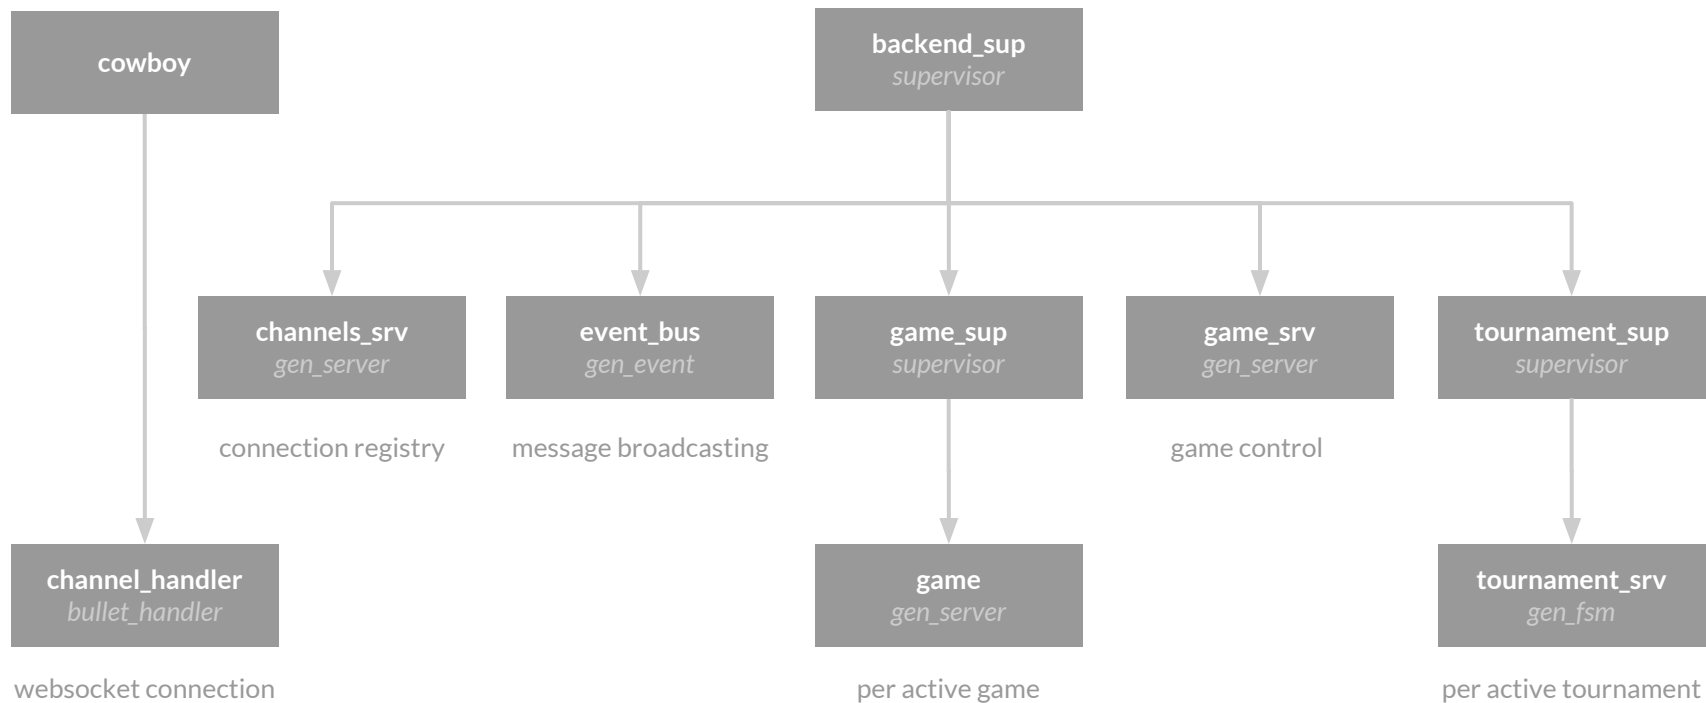 cowboy
backend_sup
supervisor
channels_srv
gen_server
event_bus
gen_event
game_sup
supervisor
game_srv
gen_server
tournament_sup
supervisor
connection registry
message broadcasting
game control
channel_handler
bullet_handler
game
gen_server
tournament_srv
gen_fsm
websocket connection
per active game
per active tournament